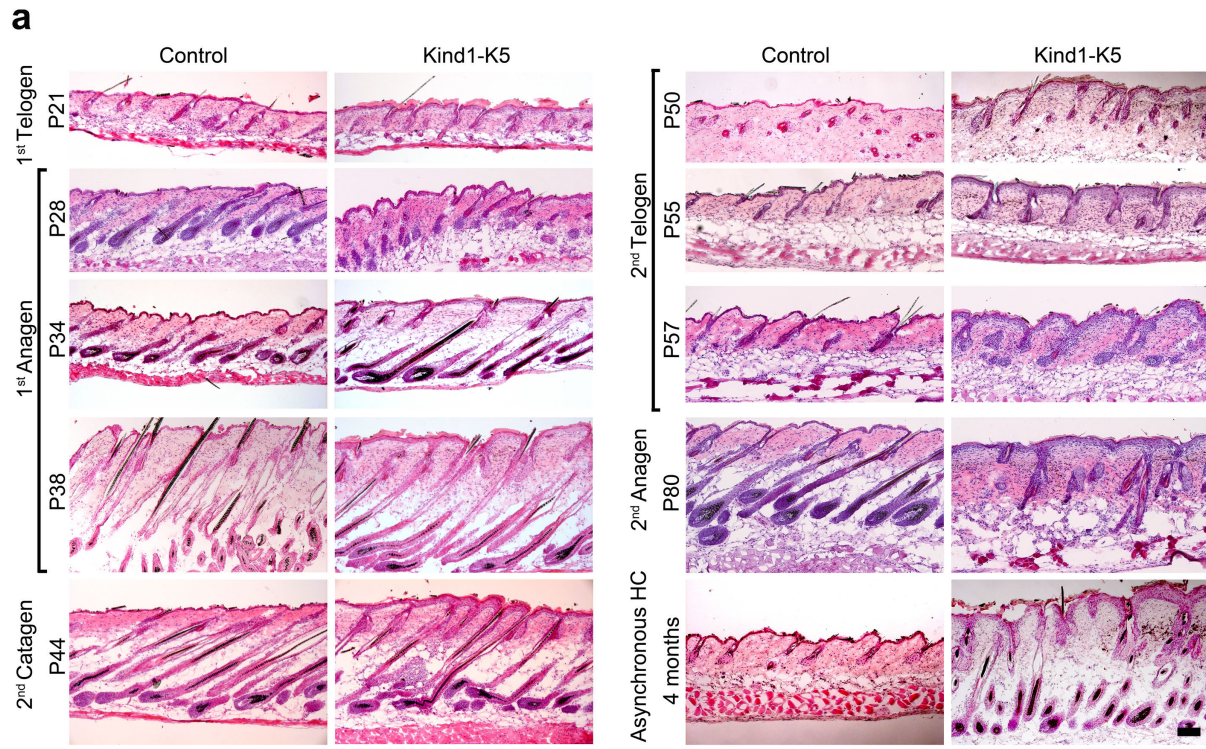 a
Control
Kind1-K5
1st Telogen
P21
1st Anagen
P28
P34
P38
2nd Catagen
P44
Control
Kind1-K5
2nd Telogen
P50
P55
P57
2nd Anagen
P80
Asynchronous HC
4 months